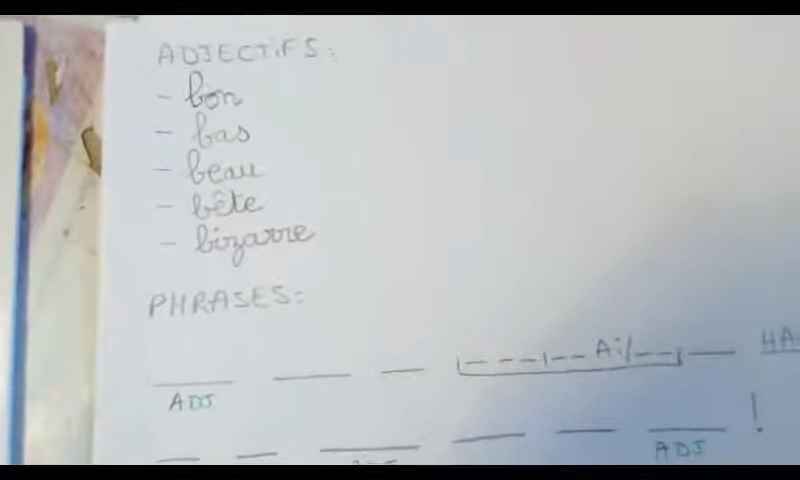 ADJECTIFS:
- bon
- bas
- beau
- bête
- bizarre
PHRASES:
Ai
ADJ
!
ADJ